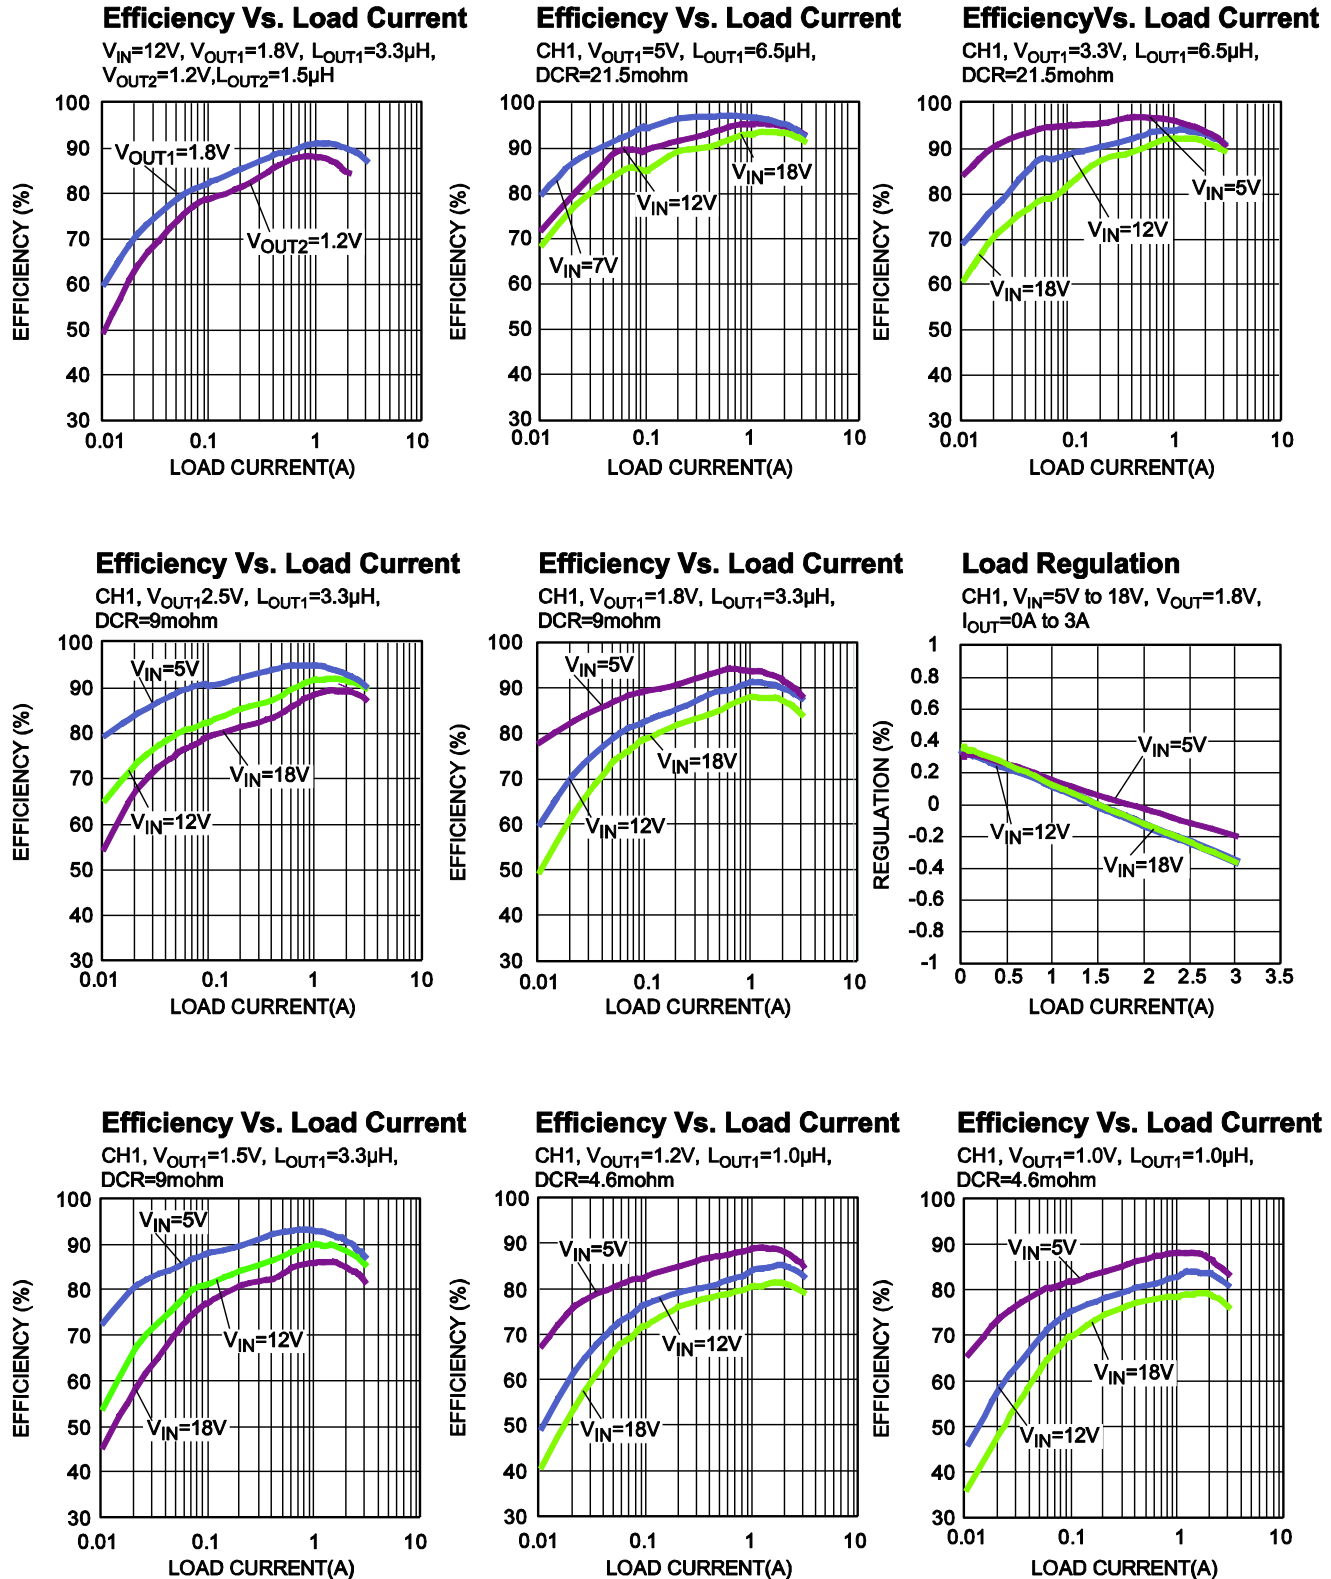 Efficiency Vs. Load Current
VIN=12V, VOUT1=1.8V, LOUT1=3.3µH,
VOUT2=1.2V,LOUT2=1.5µH
100
90
80
70
60
50
40
30
EFFICIENCY (%)
VOUT1=1.8V
VOUT2=1.2V
0.01 0.1 1 10
LOAD CURRENT(A)
Efficiency Vs. Load Current
CH1, VOUT1=5V, LOUT1=6.5µH,
DCR=21.5mohm
100
90
80
70
60
50
40
30
EFFICIENCY (%)
VIN=18V
VIN=12V
VIN=7V
0.01 0.1 1 10
LOAD CURRENT(A)
EfficiencyVs. Load Current
CH1, VOUT1=3.3V, LOUT1=6.5µH,
DCR=21.5mohm
100
90
80
70
60
50
40
30
EFFICIENCY (%)
VIN=5V
VIN=12V
VIN=18V
0.01 0.1 1 10
LOAD CURRENT(A)
Efficiency Vs. Load Current
CH1, VOUT12.5V, LOUT1=3.3µH,
DCR=9mohm
100
90
80
70
60
50
40
30
EFFICIENCY (%)
VIN=5V
VIN=18V
VIN=12V
0.01 0.1 1 10
LOAD CURRENT(A)
Efficiency Vs. Load Current
CH1, VOUT1=1.8V, LOUT1=3.3µH,
DCR=9mohm
100
90
80
70
60
50
40
30
EFFICIENCY (%)
VIN=5V
VIN=18V
VIN=12V
0.01 0.1 1 10
LOAD CURRENT(A)
Load Regulation
CH1, VIN=5V to 18V, VOUT=1.8V,
IOUT=0A to 3A
1
0.8
0.6
0.4
0.2
0
-0.2
-0.4
-0.6
-0.8
-1
REGULATION (%)
VIN=5V
VIN=12V
VIN=18V
0 0.5 1 1.5 2 2.5 3 3.5
LOAD CURRENT(A)
Efficiency Vs. Load Current
CH1, VOUT1=1.5V, LOUT1=3.3µH,
DCR=9mohm
100
90
80
70
60
50
40
30
EFFICIENCY (%)
VIN=5V
VIN=12V
VIN=18V
0.01 0.1 1 10
LOAD CURRENT(A)
Efficiency Vs. Load Current
CH1, VOUT1=1.2V, LOUT1=1.0µH,
DCR=4.6mohm
100
90
80
70
60
50
40
30
EFFICIENCY (%)
VIN=5V
VIN=12V
VIN=18V
0.01 0.1 1 10
LOAD CURRENT(A)
Efficiency Vs. Load Current
CH1, VOUT1=1.0V, LOUT1=1.0µH,
DCR=4.6mohm
100
90
80
70
60
50
40
30
EFFICIENCY (%)
VIN=5V
VIN=18V
VIN=12V
0.01 0.1 1 10
LOAD CURRENT(A)